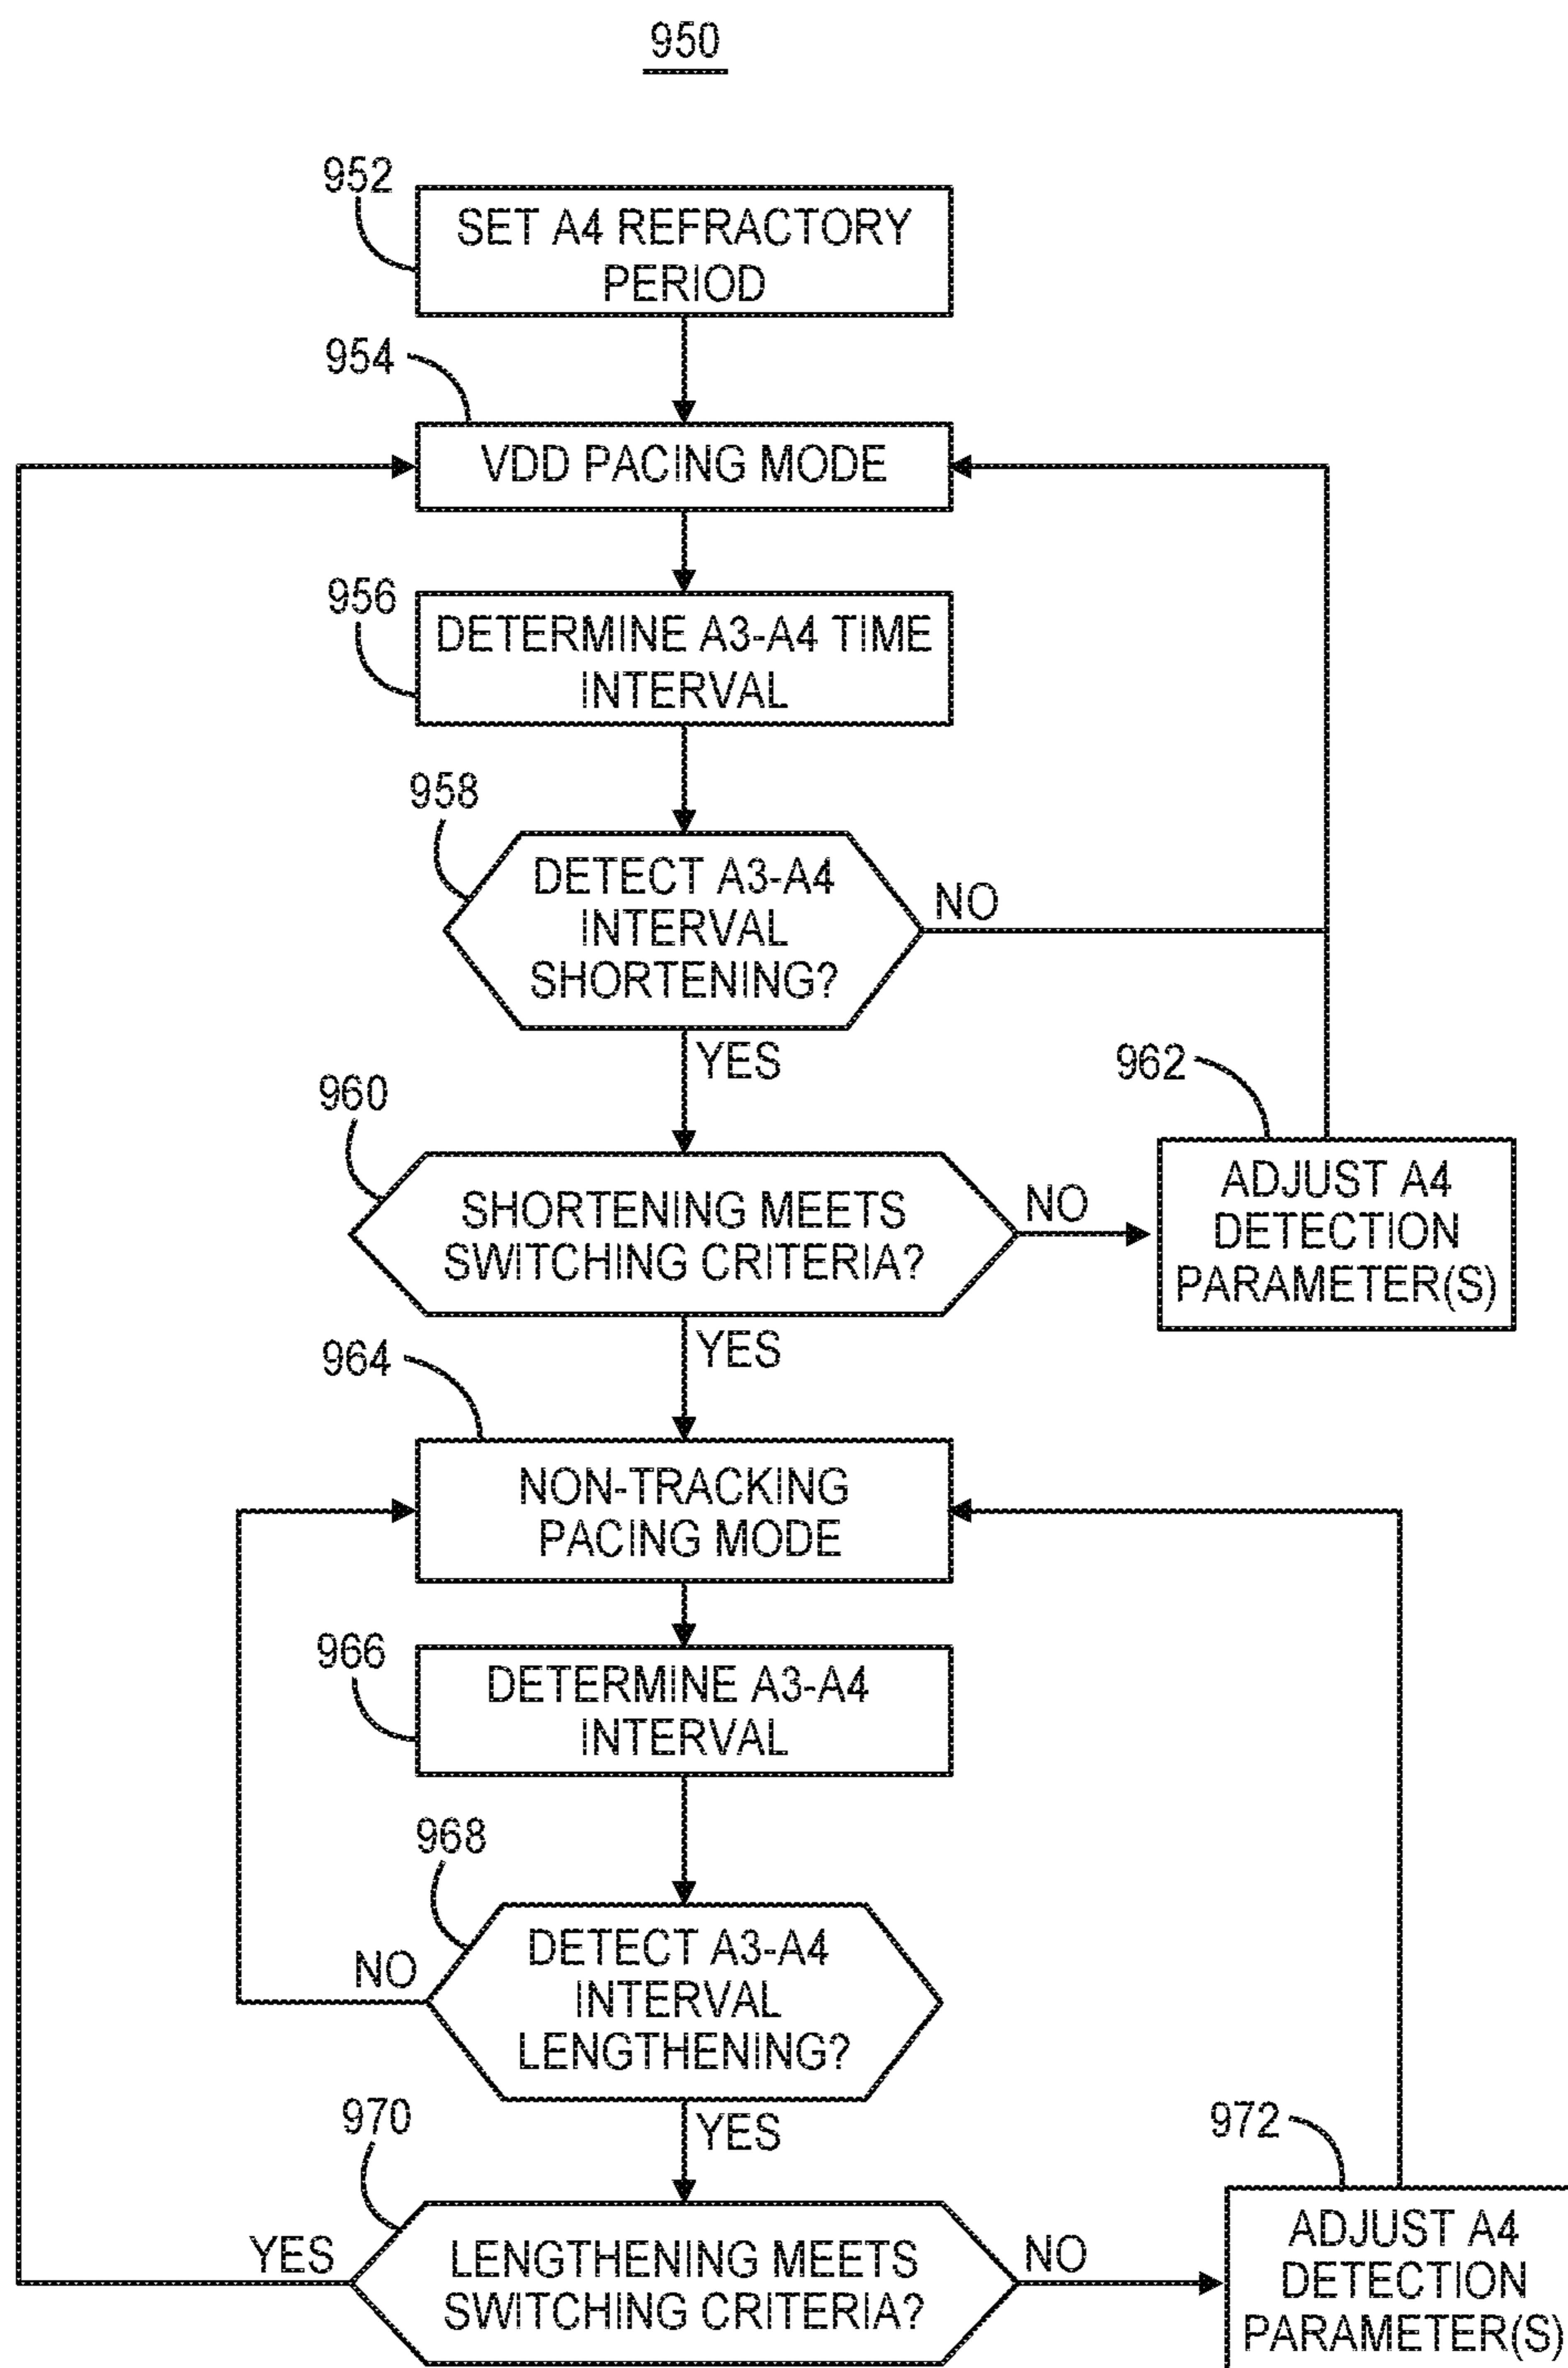 950
952
SET A4 REFRACTORY
PERIOD
954
VDD PACING MODE
956
DETERMINE A3-A4 TIME
INTERVAL
958
DETECT A3-A4
INTERVAL
SHORTENING?
NO
YES
960
SHORTENING MEETS
SWITCHING CRITERIA?
NO
962
ADJUST A4
DETECTION
PARAMETER(S)
YES
964
NON-TRACKING
PACING MODE
966
DETERMINE A3-A4
INTERVAL
968
DETECT A3-A4
INTERVAL
LENGTHENING?
NO
YES
970
LENGTHENING MEETS
SWITCHING CRITERIA?
YES
NO
972
ADJUST A4
DETECTION
PARAMETER(S)